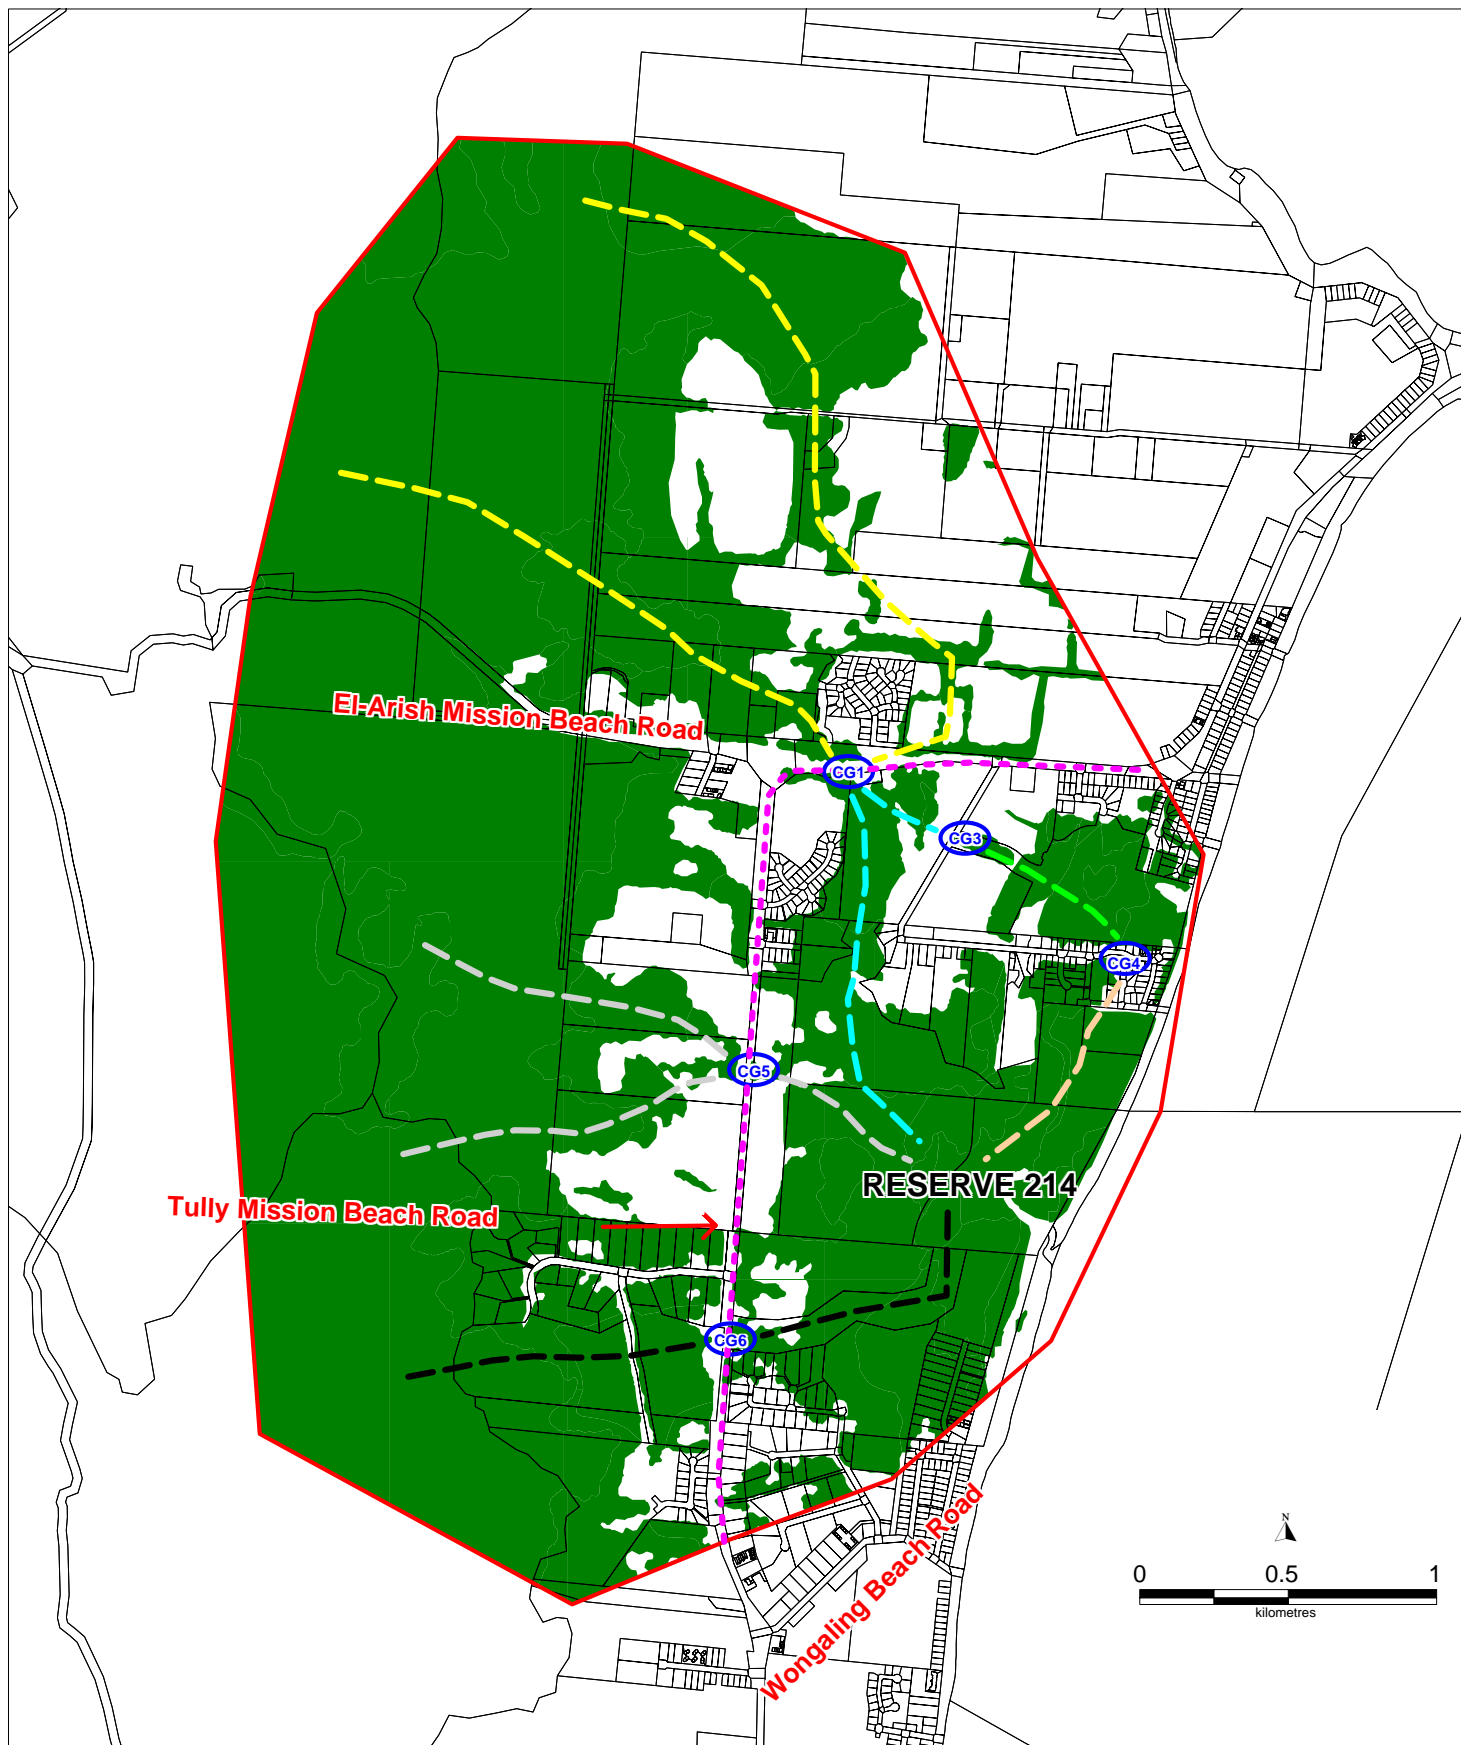 El-Arish Mission Beach Road
CG1
CG3
CG4
CG5
RESERVE 214
Tully Mission Beach Road
CG6
Wongaling Beach Road
N
0 0.5 1
kilometres